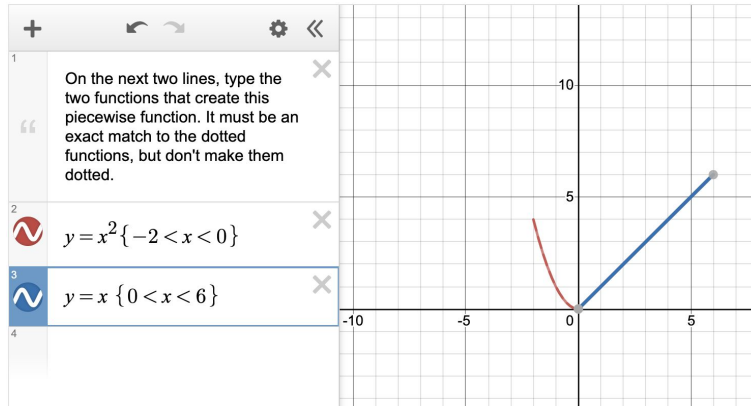 1
On the next two lines, type the
two functions that create this
piecewise function. It must be an
exact match to the dotted
functions, but don't make them
dotted.
2
y = x²{−2 < x < 0}
3
y = x {0 < x < 6}
4
10
5
-10
-5
0
5